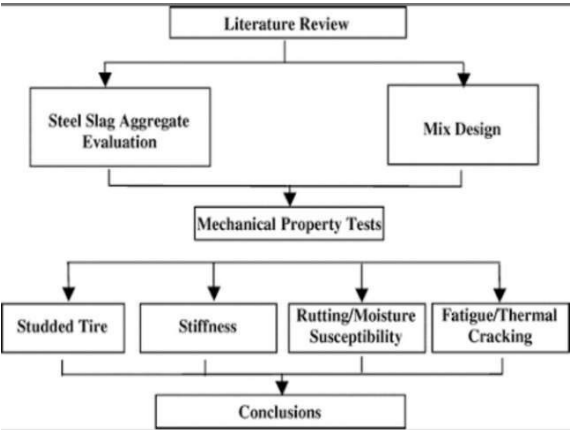 Literature Review
Steel Slag Aggregate
Evaluation
Mix Design
Mechanical Property Tests
Studded Tire
Stiffness
Rutting/Moisture
Susceptibility
Fatigue/Thermal
Cracking
Conclusions